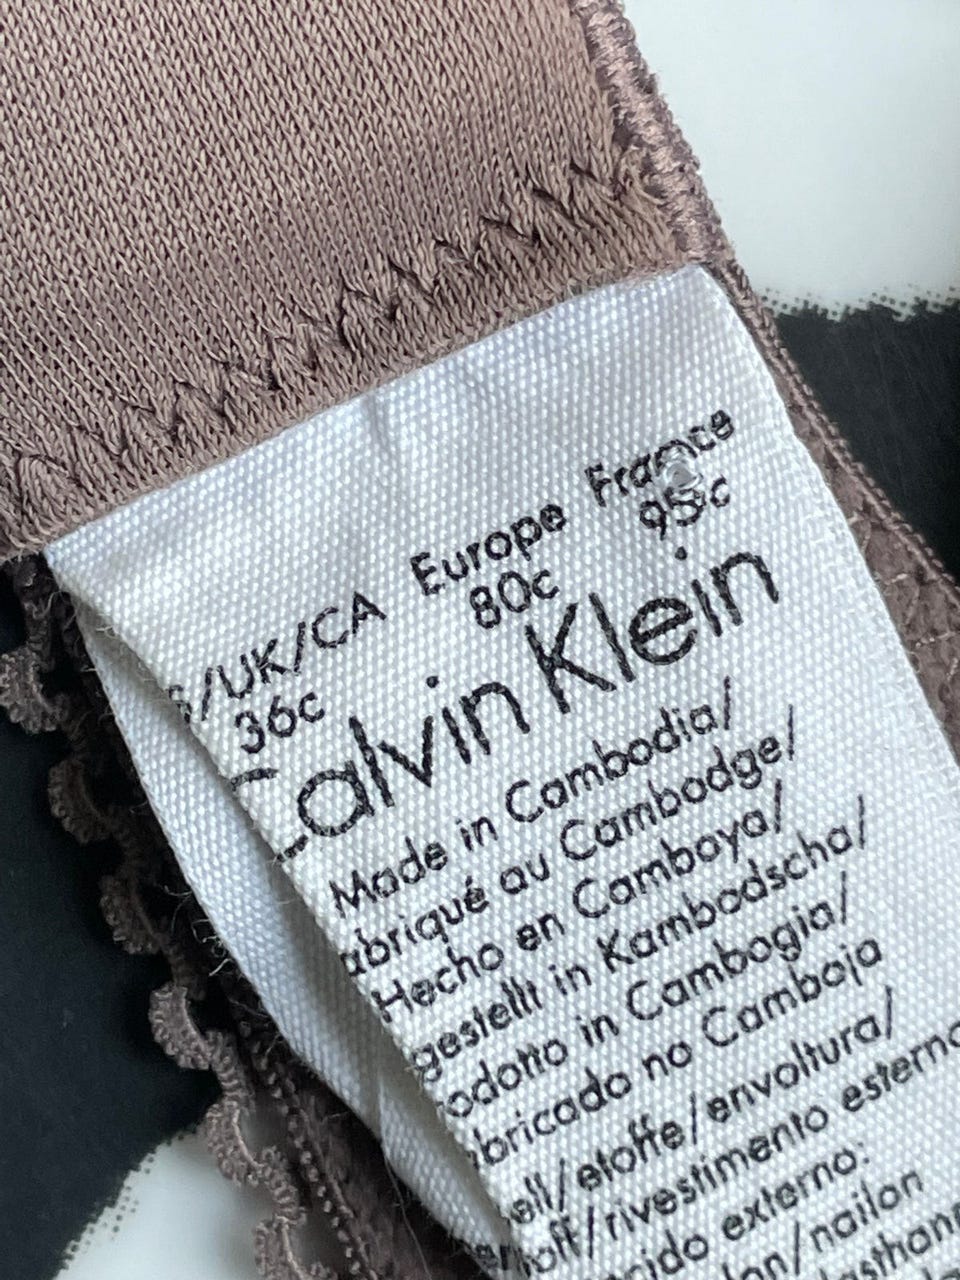 /UK/CA Europe France
36c 80c 95c
Calvin Klein
Made in Cambodia/
abriqué au Cambodge/
Hecho en Camboya/
gestellt in Kambodscha/
odotto in Cambogia/
bricado no Camboja
ell/etoffe/envoltura/
off/rivestimento esterno
externo:
on/nailon